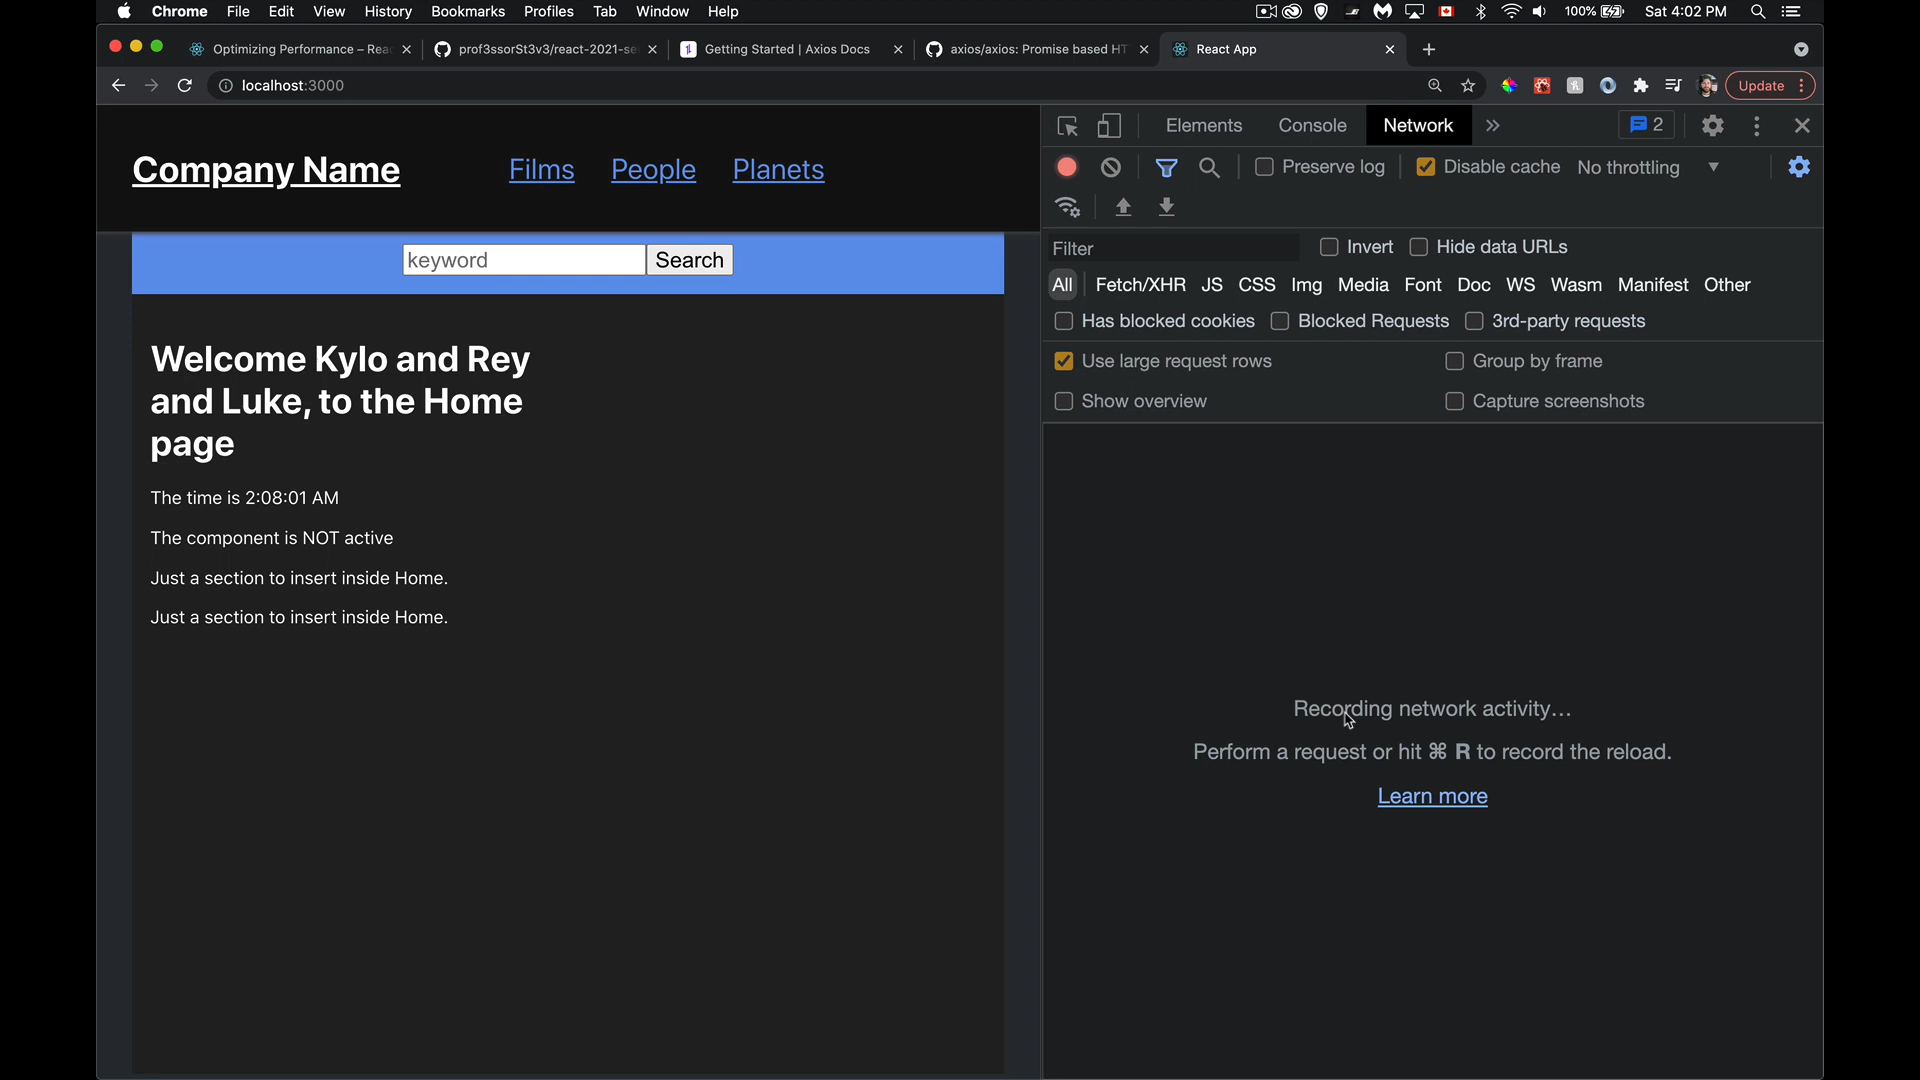 Chrome File Edit View History Bookmarks Profiles Tab Window Help 100% Sat 4:02 PM
Optimizing Performance – Rea prof3ssorSt3v3/react-2021-se Getting Started | Axios Docs axios/axios: Promise based HT React App
localhost:3000 Update
Company Name Films People Planets
keyword Search
Welcome Kylo and Rey
and Luke, to the Home
page
The time is 2:08:01 AM
The component is NOT active
Just a section to insert inside Home.
Just a section to insert inside Home.
Elements Console Network 2
Preserve log Disable cache No throttling
Filter Invert Hide data URLs
All Fetch/XHR JS CSS Img Media Font Doc WS Wasm Manifest Other
Has blocked cookies Blocked Requests 3rd-party requests
Use large request rows Group by frame
Show overview Capture screenshots
Recording network activity…
Perform a request or hit ⌘ R to record the reload.
Learn more